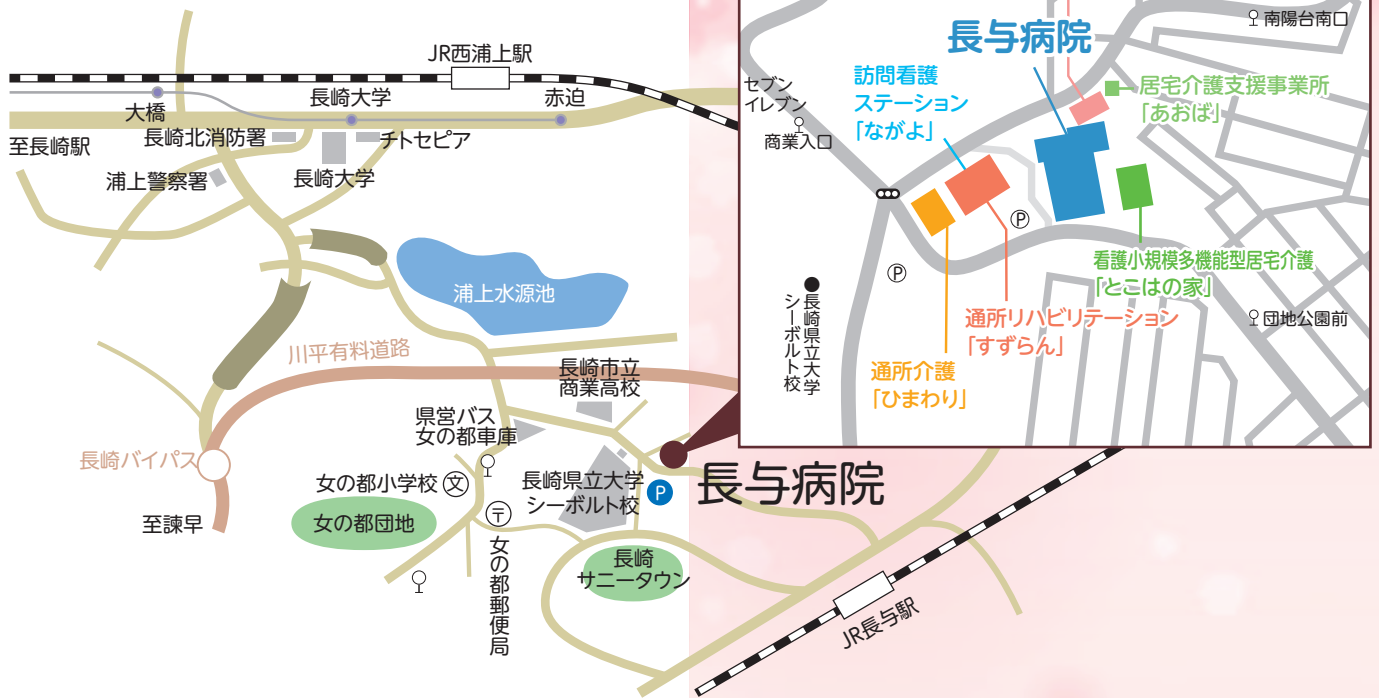 JR西浦上駅
大橋
長崎大学
赤迫
至長崎駅
長崎北消防署
チトセピア
浦上警察署
長崎大学
浦上水源池
川平有料道路
長崎市立
商業高校
県営バス
女の都車庫
長崎バイパス
女の都小学校
文
長崎県立大学
シーボルト校
P
長与病院
至諫早
女の都団地
〒
女の都郵便局
長崎
サニータウン
JR長与駅
南陽台南口
長与病院
セブン
イレブン
商業入口
訪問看護
ステーション
「ながよ」
居宅介護支援事業所
「あおば」
P
P
看護小規模多機能型居宅介護
「とこはの家」
長崎県立大学
シーボルト校
通所リハビリテーション
「すずらん」
団地公園前
通所介護
「ひまわり」